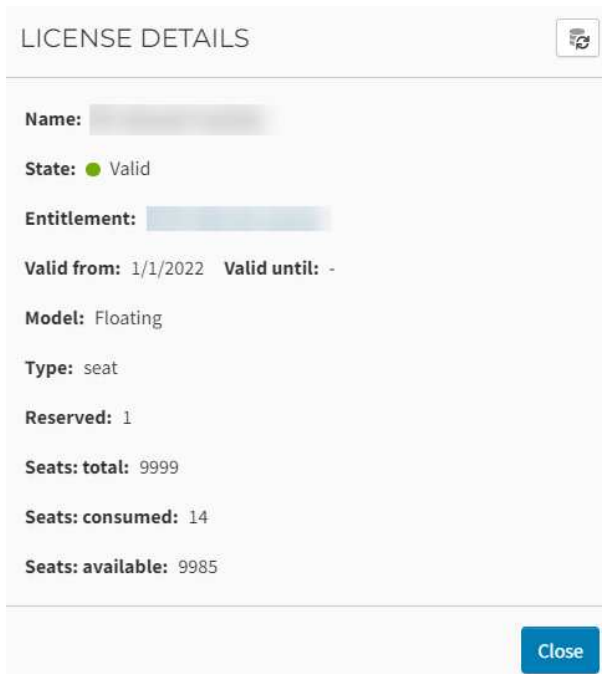 LICENSE DETAILS
Name:
State: Valid
Entitlement:
Valid from: 1/1/2022 Valid until: -
Model: Floating
Type: seat
Reserved: 1
Seats: total: 9999
Seats: consumed: 14
Seats: available: 9985
Close